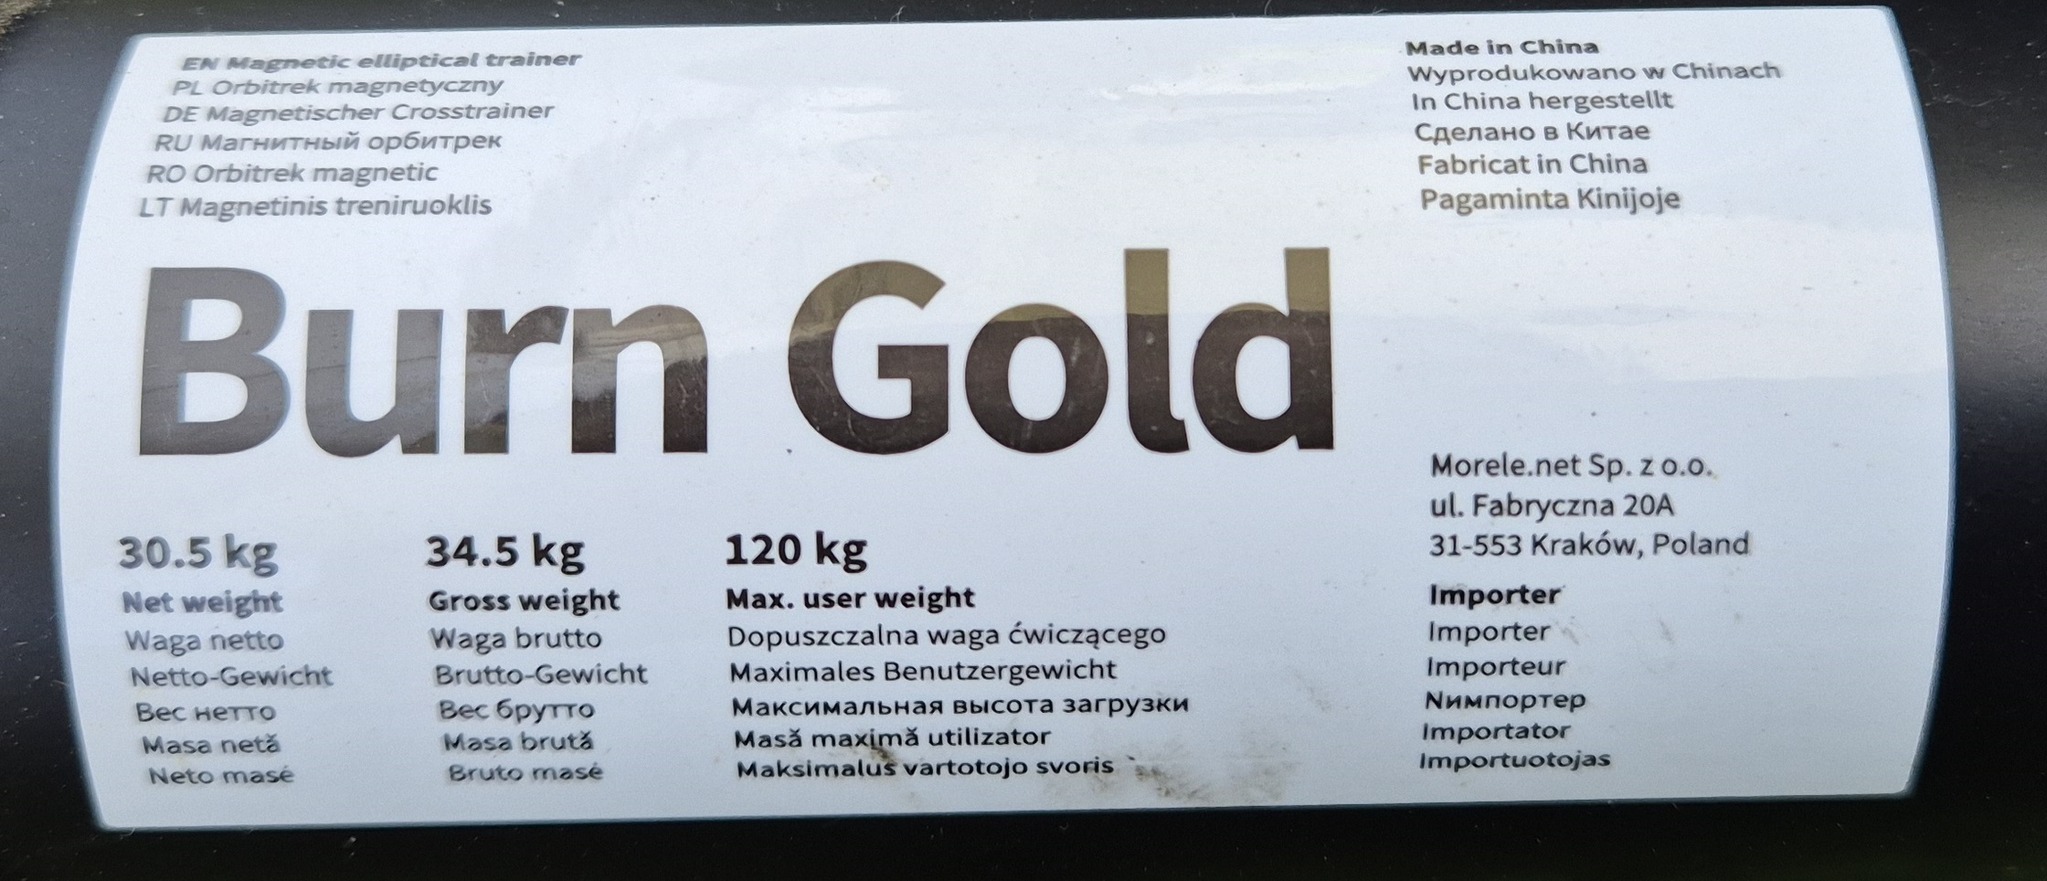 EN Magnetic elliptical trainer
PL Orbitrek magnetyczny
DE Magnetischer Crosstrainer
RU Магнитный орбитрек
RO Orbitrek magnetic
LT Magnetinis treniruoklis
Made in China
Wyprodukowano w Chinach
In China hergestellt
Сделано в Китае
Fabricat in China
Pagaminta Kinijoje
Burn Gold
30.5 kg
Net weight
Waga netto
Netto-Gewicht
Вес нетто
Masa netă
Neto masė
34.5 kg
Gross weight
Waga brutto
Brutto-Gewicht
Вес брутто
Masa brută
Bruto masė
120 kg
Max. user weight
Dopuszczalna waga ćwiczącego
Maximales Benutzergewicht
Максимальная высота загрузки
Masă maximă utilizator
Maksimalus vartotojo svoris
Morele.net Sp. z o.o.
ul. Fabryczna 20A
31-553 Kraków, Poland
Importer
Importer
Importeur
Nимпортер
Importator
Importuotojas